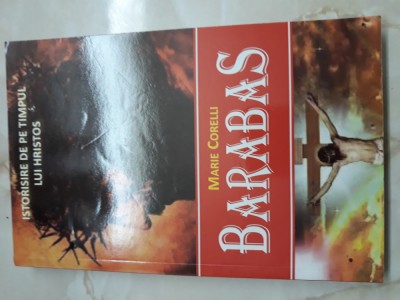 ISTORISIRE DE PE TIMPUL
LUI HRISTOS
MARIE CORELLI
BARABAS